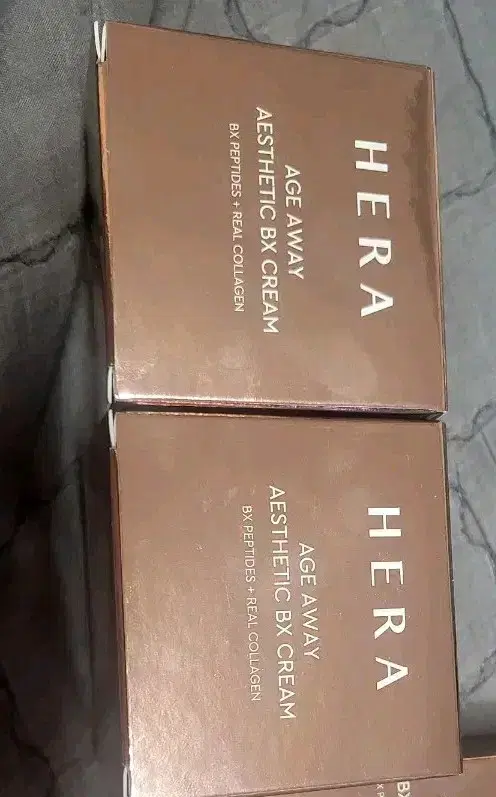 HERA
AGE AWAY
AESTHETIC BX CREAM
BX PEPTIDES + REAL COLLAGEN
HERA
AGE AWAY
AESTHETIC BX CREAM
BX PEPTIDES + REAL COLLAGEN